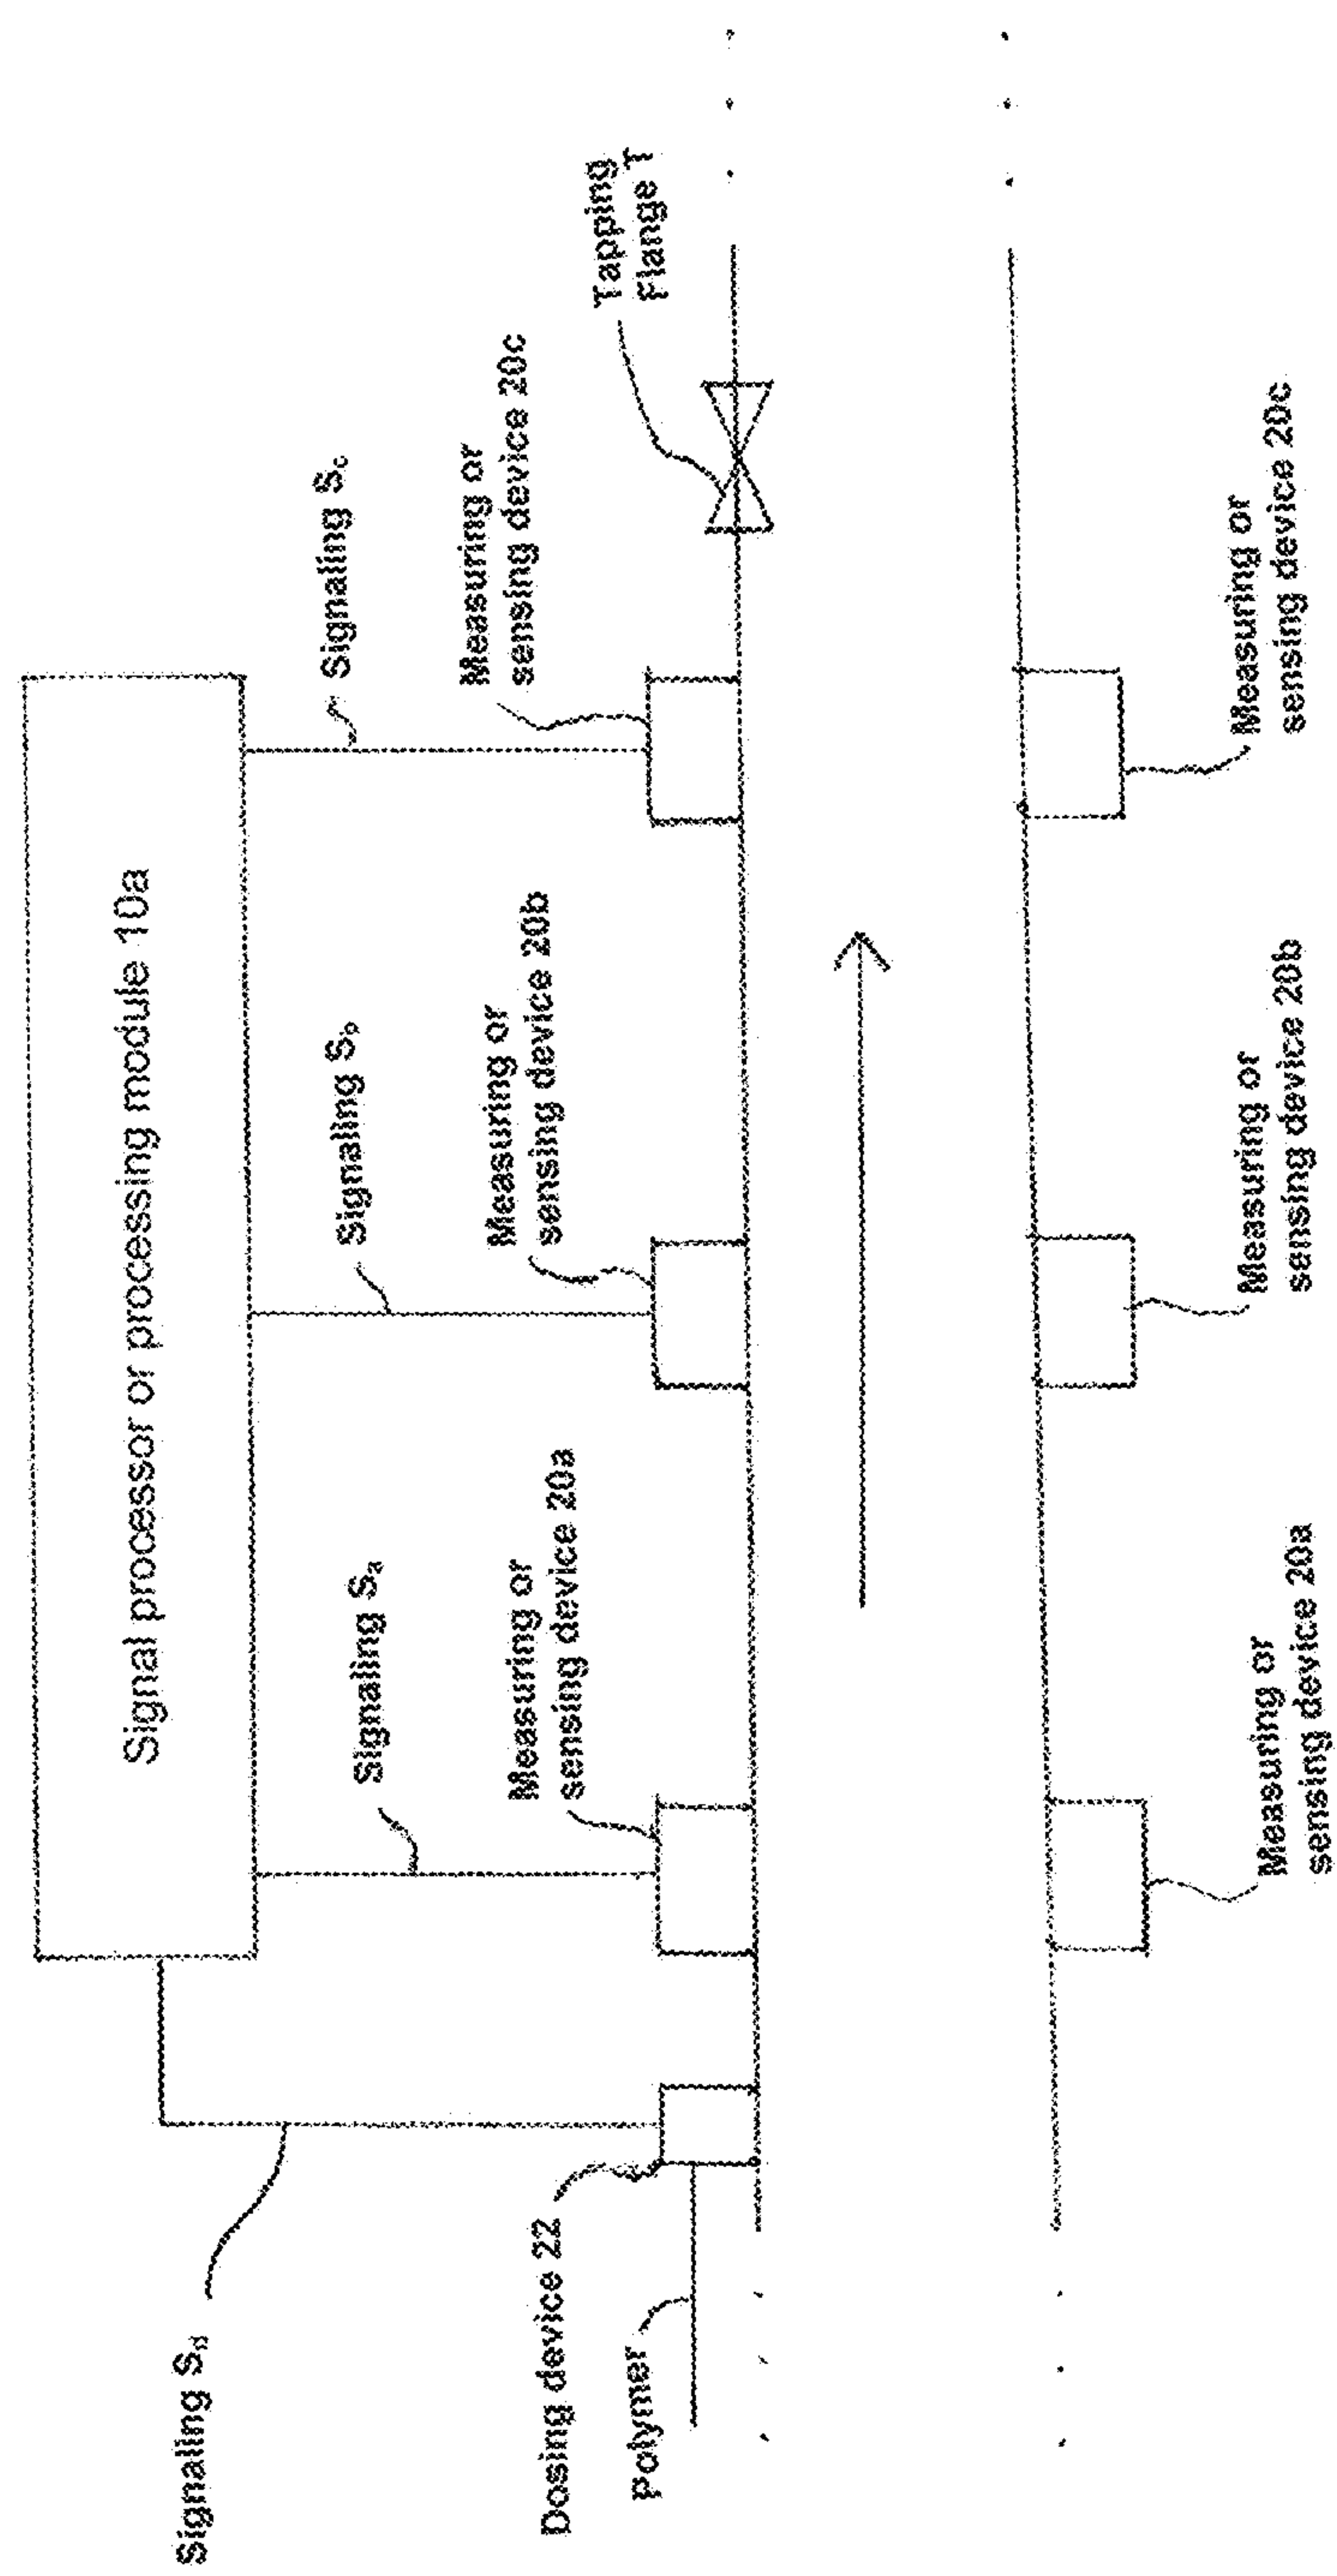 Signal processor or processing module 10a
Signaling Sd
Signaling Sa
Signaling Sb
Signaling Sc
Dosing device 22
Polymer
Measuring or
sensing device 20a
Measuring or
sensing device 20b
Measuring or
sensing device 20c
Tapping
Flange T
Measuring or
sensing device 20a
Measuring or
sensing device 20b
Measuring or
sensing device 20c